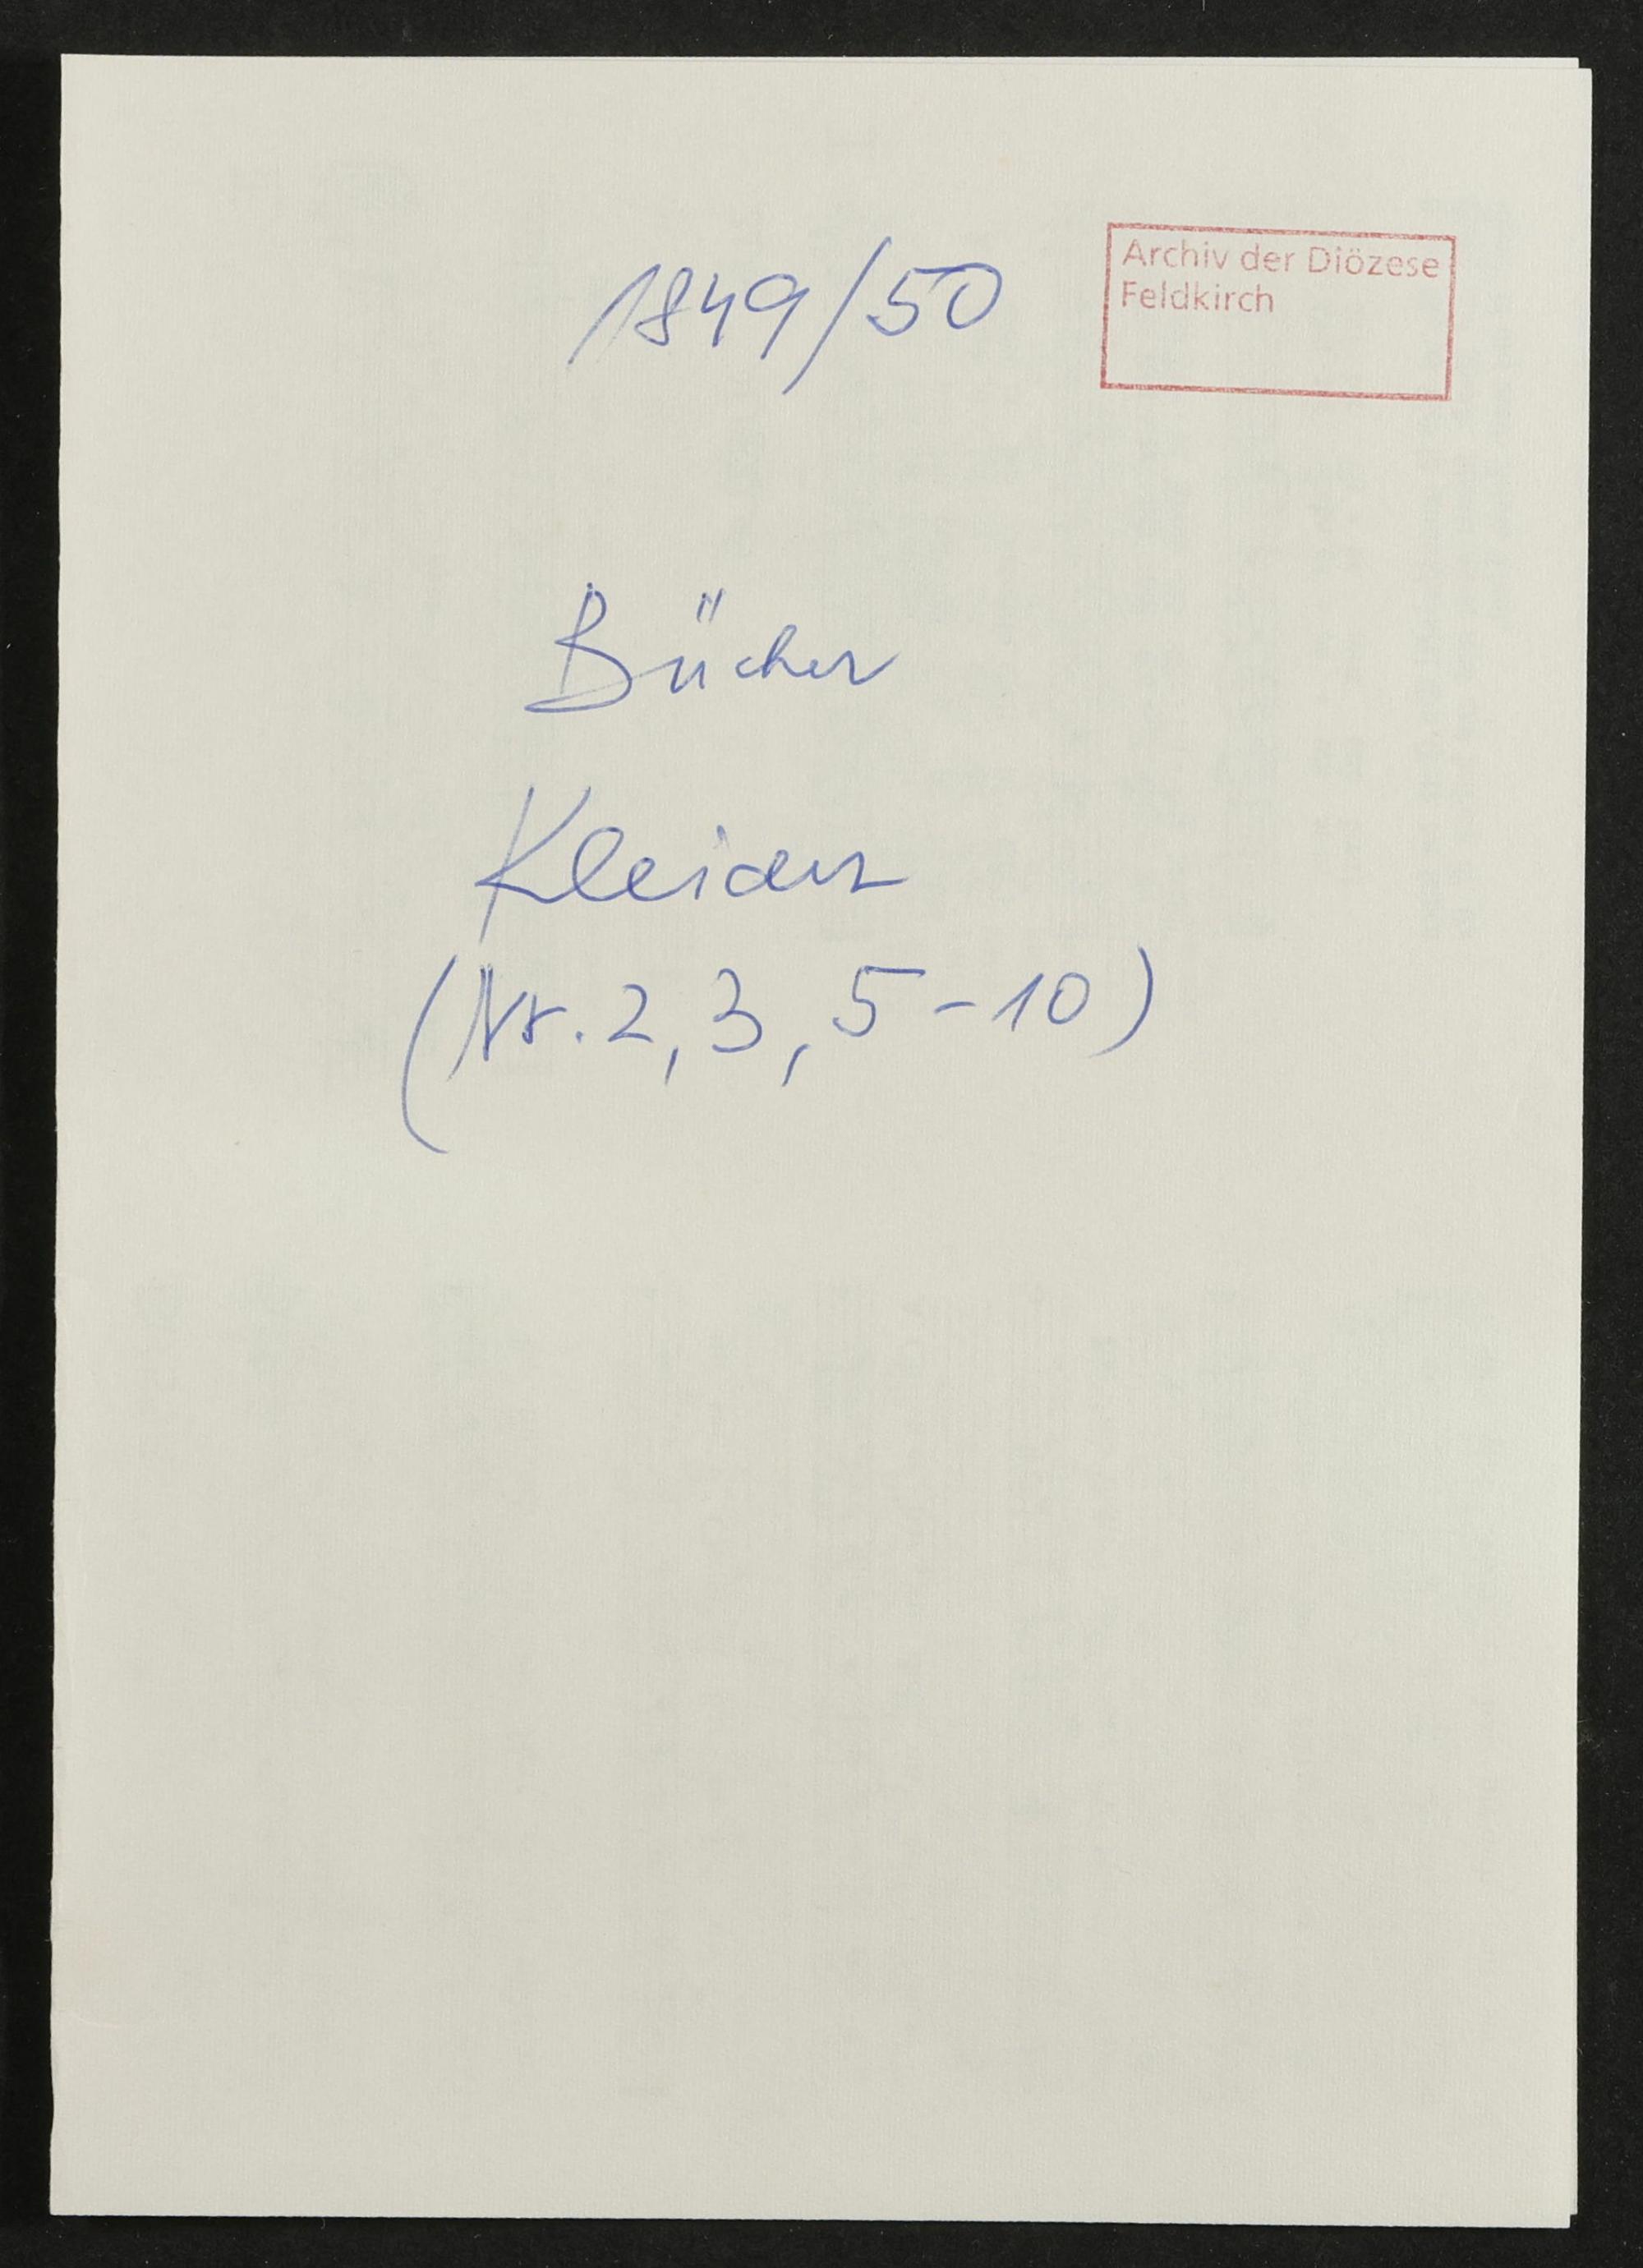 1849/50
Archiv der Diözese
Feldkirch
Bücher
Kleider
(Nr. 2, 3, 5-10)